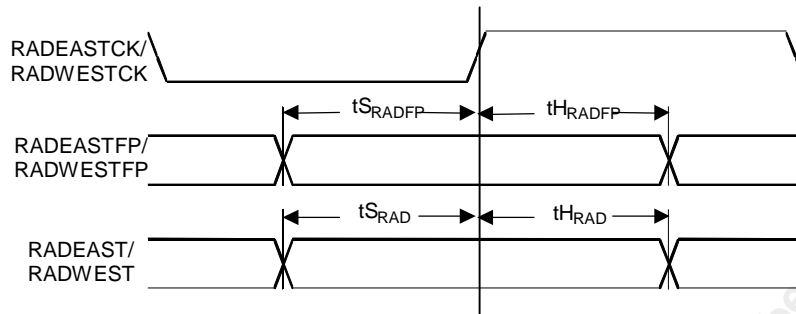 RADEASTCK/
RADWESTCK
tSRADFP
tHRADFP
RADEASTFP/
RADWESTFP
tSRAD
tHRAD
RADEAST/
RADWEST